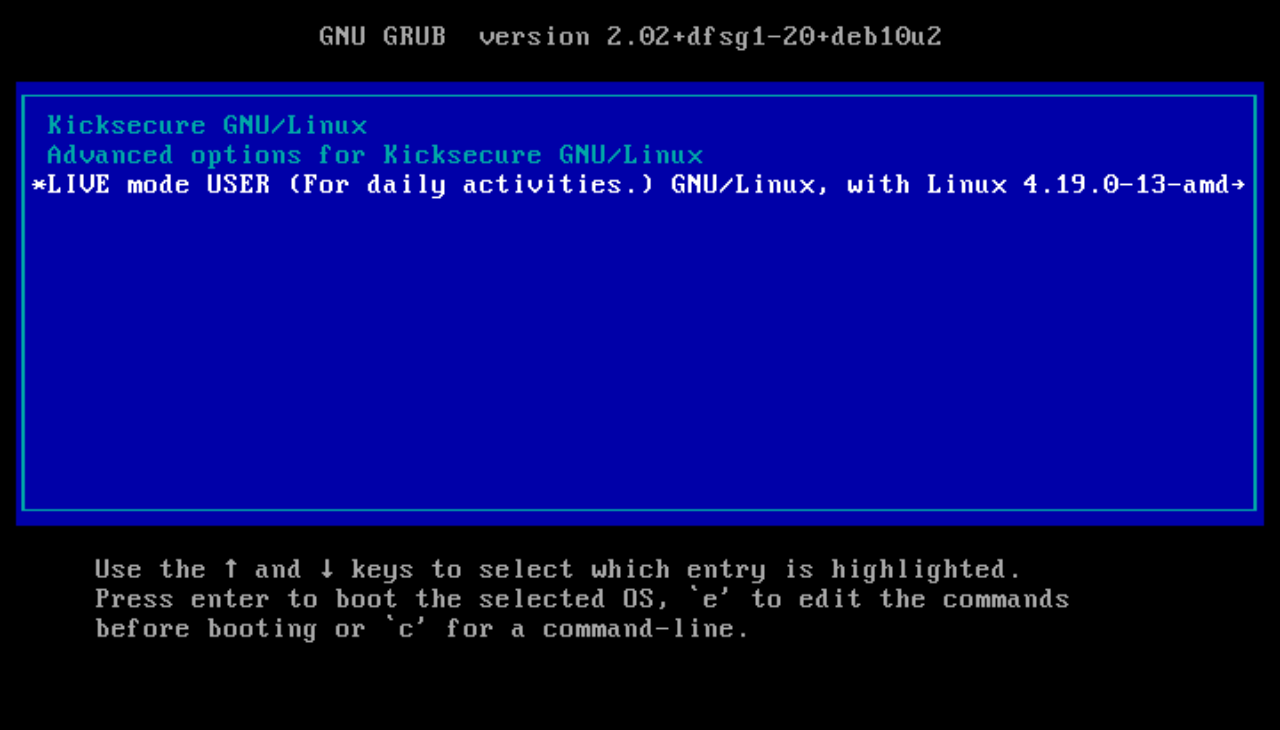 GNU GRUB  version 2.02+dfsg1-20+deb10u2
Kicksecure GNU/Linux
Advanced options for Kicksecure GNU/Linux
*LIVE mode USER (For daily activities.) GNU/Linux, with Linux 4.19.0-13-amd→
Use the ↑ and ↓ keys to select which entry is highlighted.
Press enter to boot the selected OS, `e' to edit the commands
before booting or `c' for a command-line.